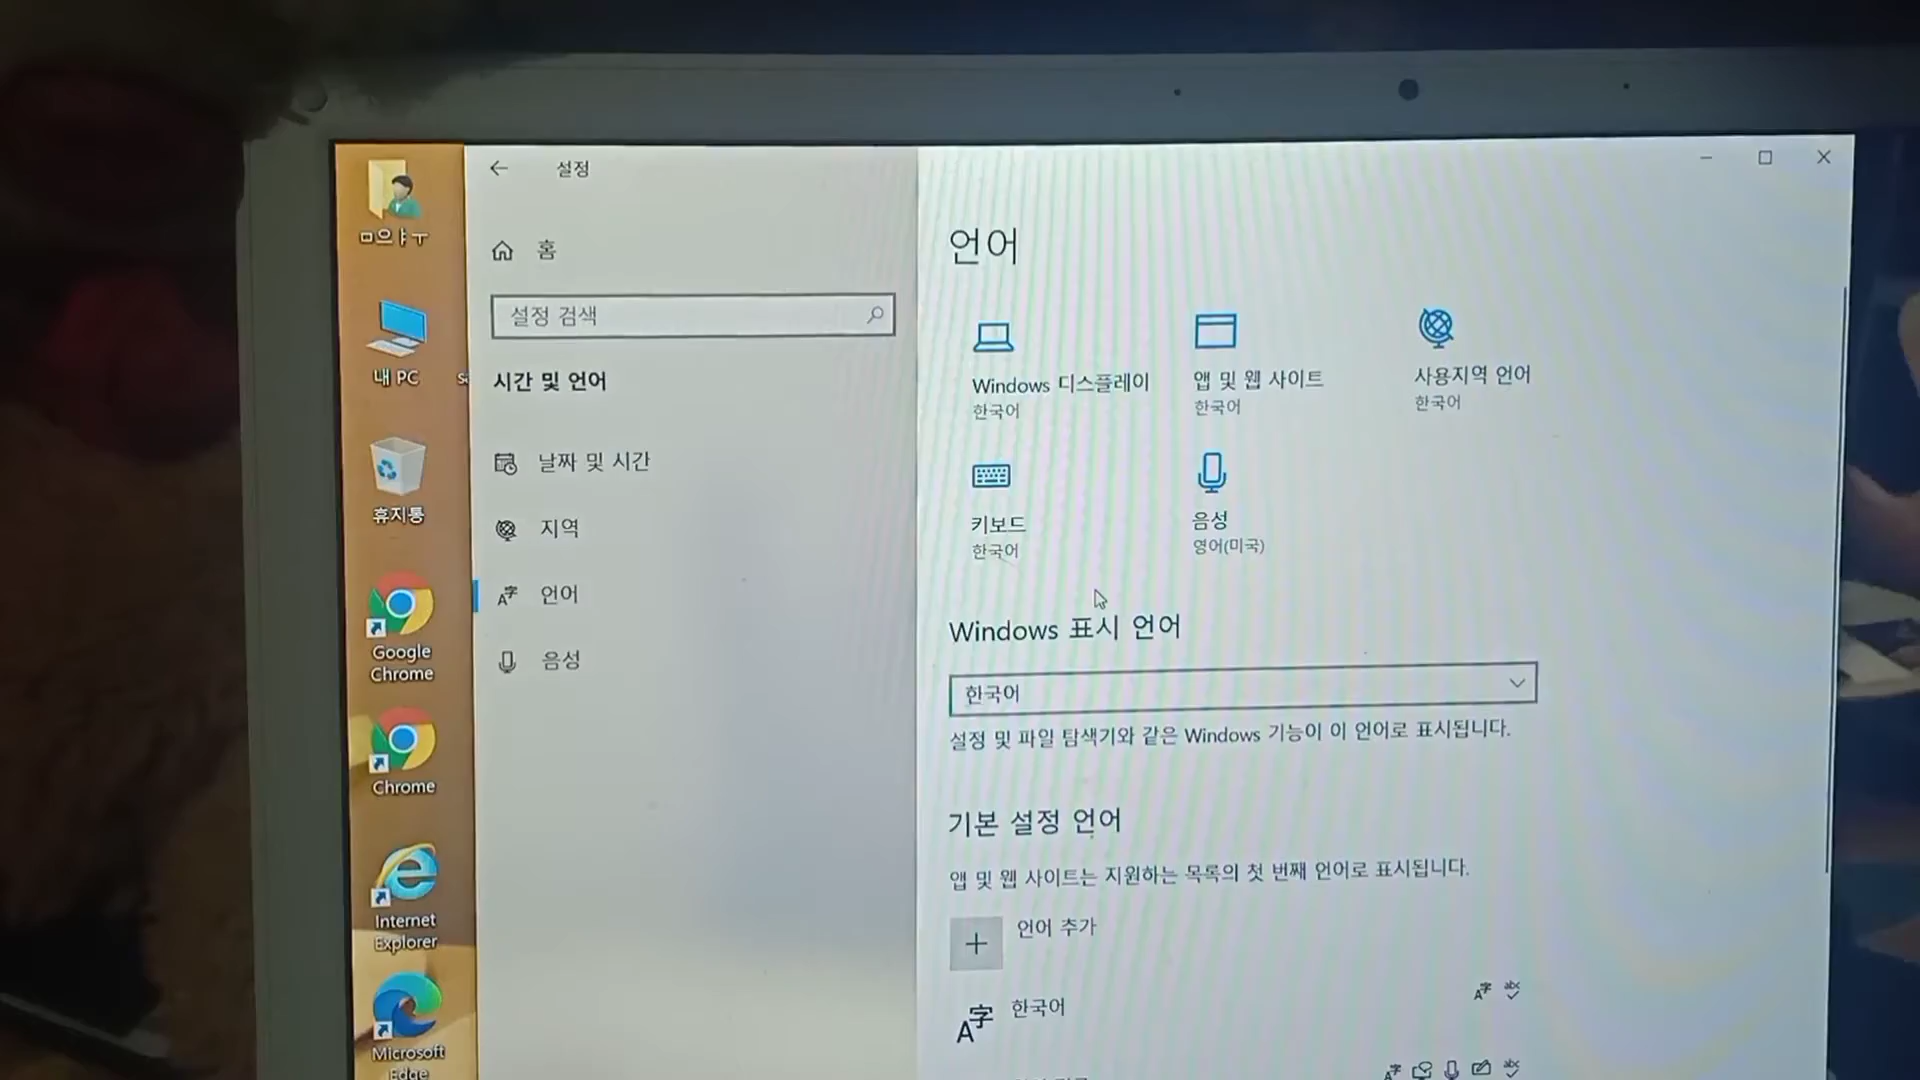 설정
홈
설정 검색
시간 및 언어
날짜 및 시간
지역
언어
음성
ㅁ으ㅑㅜ
내 PC
휴지통
Google
Chrome
Chrome
Internet
Explorer
Microsoft
Edge
언어
Windows 디스플레이
한국어
앱 및 웹 사이트
한국어
사용지역 언어
한국어
키보드
한국어
음성
영어(미국)
Windows 표시 언어
한국어
설정 및 파일 탐색기와 같은 Windows 기능이 이 언어로 표시됩니다.
기본 설정 언어
앱 및 웹 사이트는 지원하는 목록의 첫 번째 언어로 표시됩니다.
언어 추가
한국어